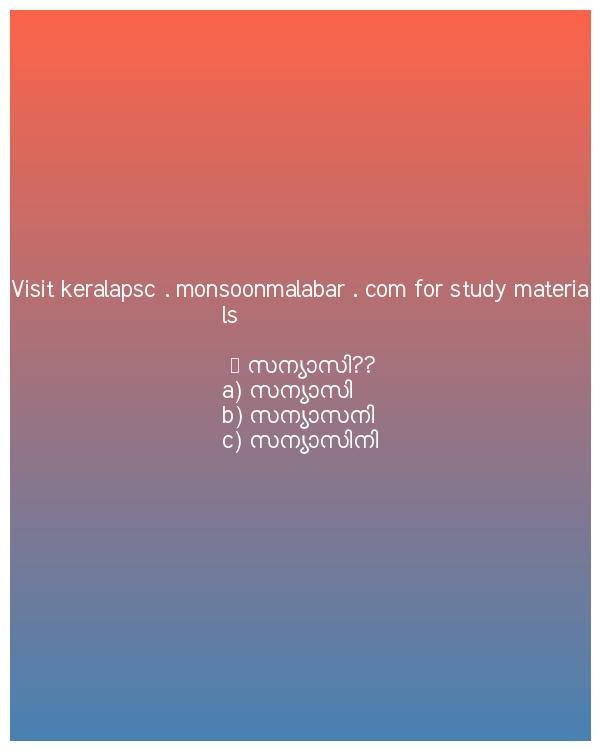 Visit keralapsc . monsoonmalabar . com for study materia
ls
സന്യാസി??
a) സന്യാസി
b) സന്യാസനി
c) സന്യാസിനി